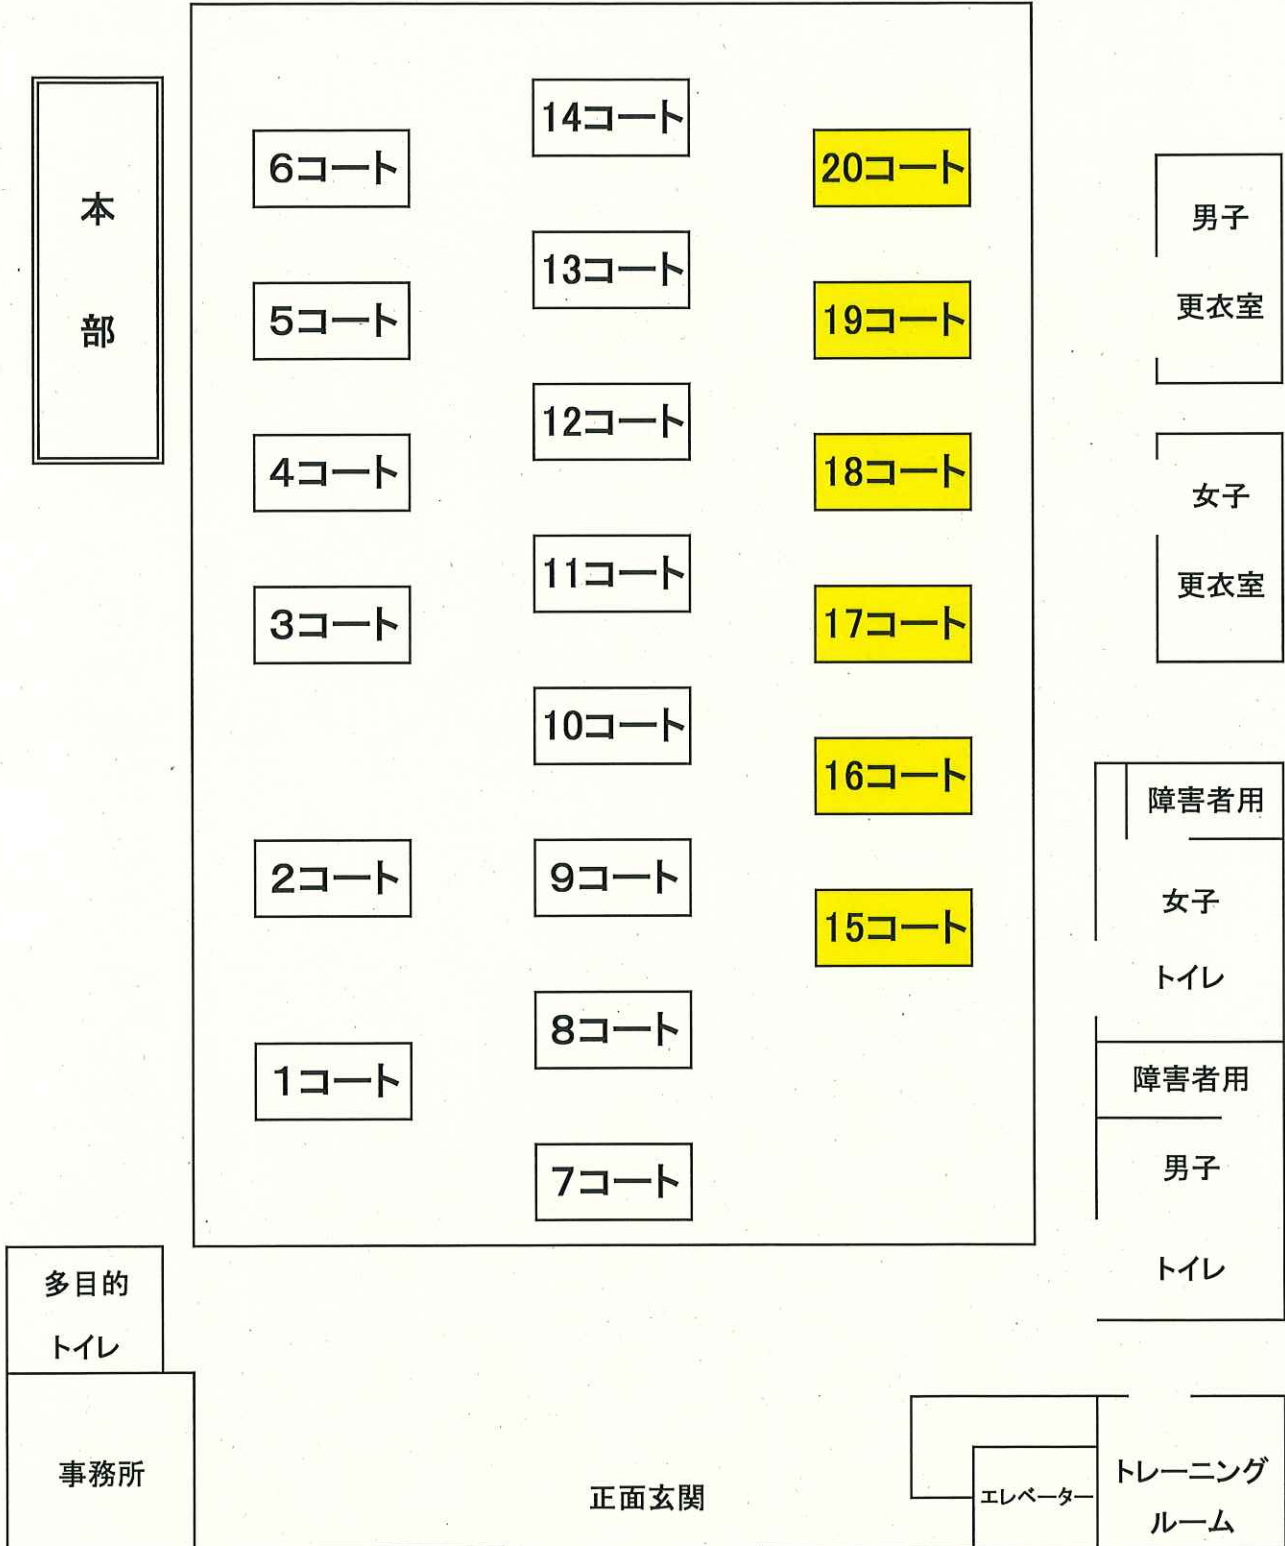 本
部
6コート
5コート
4コート
3コート
2コート
1コート
14コート
13コート
12コート
11コート
10コート
9コート
8コート
7コート
20コート
19コート
18コート
17コート
16コート
15コート
男子
更衣室
女子
更衣室
障害者用
女子
トイレ
障害者用
男子
トイレ
多目的
トイレ
事務所
正面玄関
エレベーター
トレーニング
ルーム